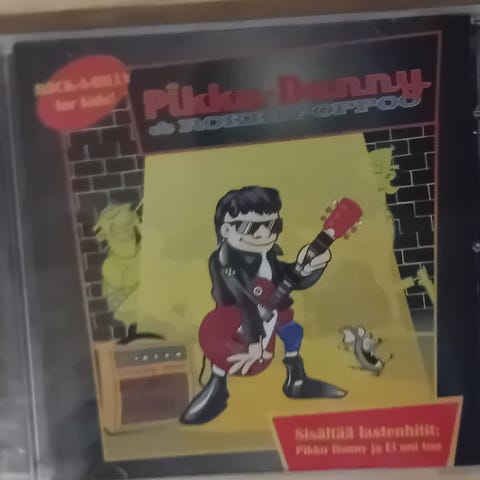 ROCK-A-BILLY
for kids!
Pikku-Danny
Sisältää lastenhitit:
Pikku Danny ja Ei uni tuu